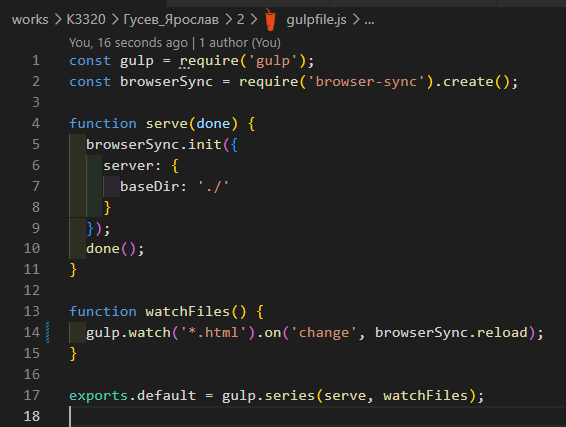 works > K3320 > Гусев_Ярослав > 2 > gulpfile.js > ...
You, 16 seconds ago | 1 author (You)
1 const gulp = require('gulp');
2 const browserSync = require('browser-sync').create();
3
4 function serve(done) {
5   browserSync.init({
6     server: {
7       baseDir: './'
8     }
9   });
10   done();
11 }
12
13 function watchFiles() {
14   gulp.watch('*.html').on('change', browserSync.reload);
15 }
16
17 exports.default = gulp.series(serve, watchFiles);
18